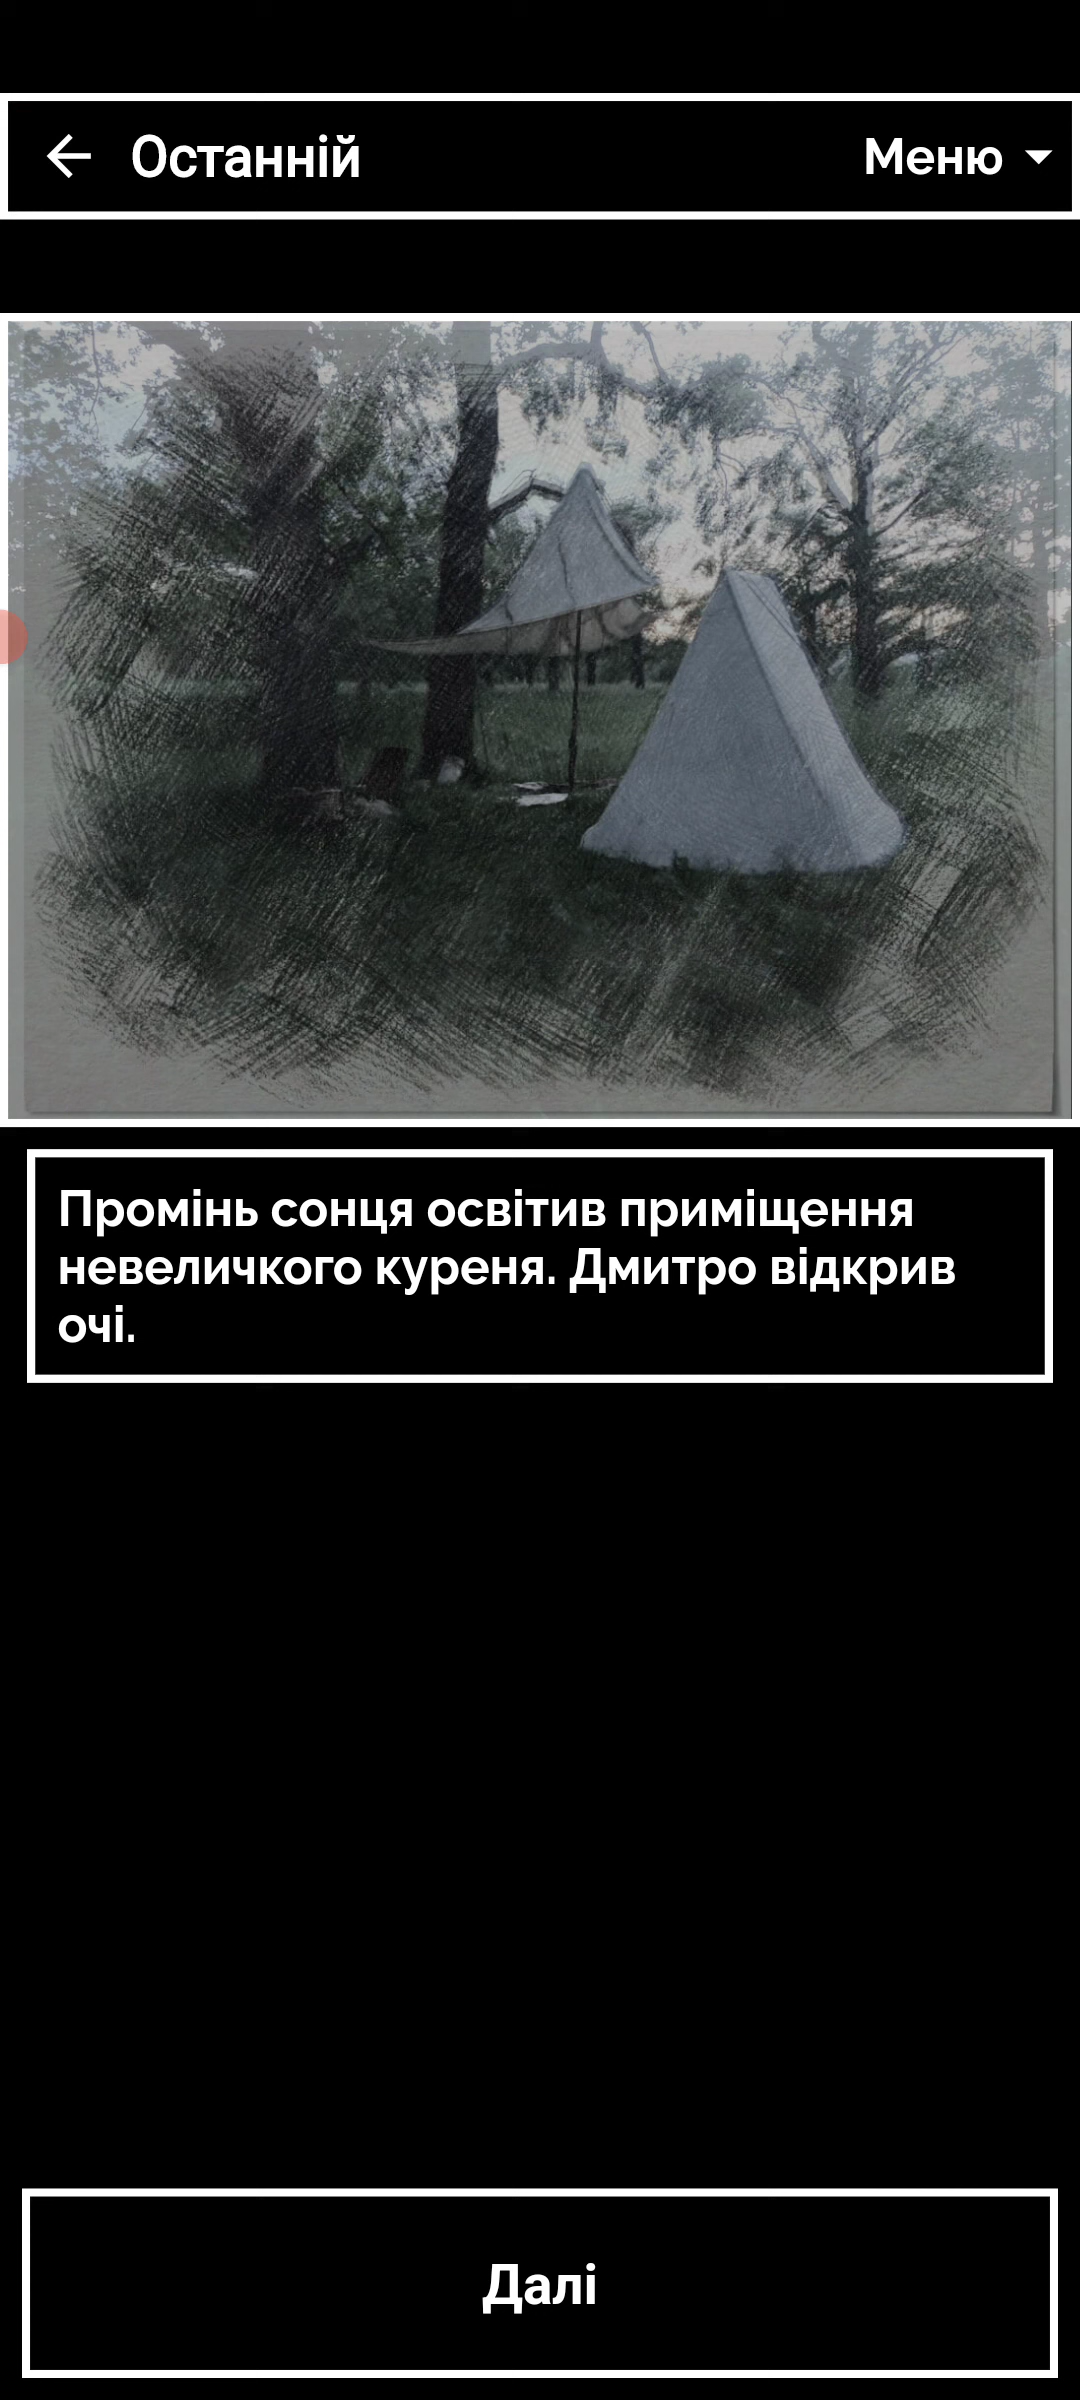 Останній
Меню
Промінь сонця освітив приміщення
невеличкого куреня. Дмитро відкрив
очі.
Далі